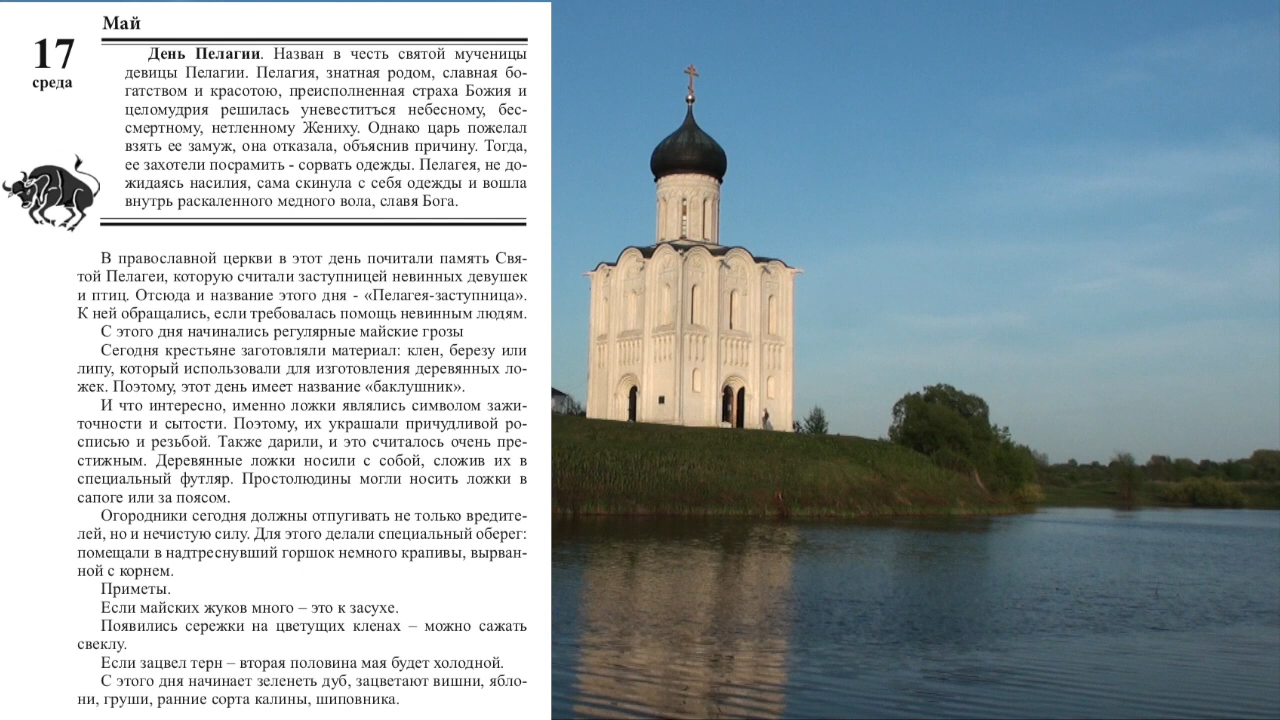 Май
17
среда
День Пелагии. Назван в честь святой мученицы
девицы Пелагии. Пелагия, знатная родом, славная бо-
гатством и красотою, преисполненная страха Божия и
целомудрия решилась уневеститъся небесному, бес-
смертному, нетленному Жениху. Однако царь пожелал
взять ее замуж, она отказала, объяснив причину. Тогда,
ее захотели посрамить - сорвать одежды. Пелагея, не до-
жидаясь насилия, сама скинула с себя одежды и вошла
внутрь раскаленного медного вола, славя Бога.
В православной церкви в этот день почитали память Свя-
той Пелагеи, которую считали заступницей невинных девушек
и птиц. Отсюда и название этого дня - «Пелагея-заступница».
К ней обращались, если требовалась помощь невинным людям.
С этого дня начинались регулярные майские грозы
Сегодня крестьяне заготовляли материал: клен, березу или
липу, который использовали для изготовления деревянных ло-
жек. Поэтому, этот день имеет название «баклушник».
И что интересно, именно ложки являлись символом зажи-
точности и сытости. Поэтому, их украшали причудливой ро-
списью и резьбой. Также дарили, и это считалось очень пре-
стижным. Деревянные ложки носили с собой, сложив их в
специальный футляр. Простолюдины могли носить ложки в
сапоге или за поясом.
Огородники сегодня должны отпугивать не только вредите-
лей, но и нечистую силу. Для этого делали специальный оберег:
помещали в надтреснувший горшок немного крапивы, вырван-
ной с корнем.
Приметы.
Если майских жуков много – это к засухе.
Появились сережки на цветущих кленах – можно сажать
свеклу.
Если зацвел терн – вторая половина мая будет холодной.
С этого дня начинает зеленеть дуб, зацветают вишни, ябло-
ни, груши, ранние сорта калины, шиповника.